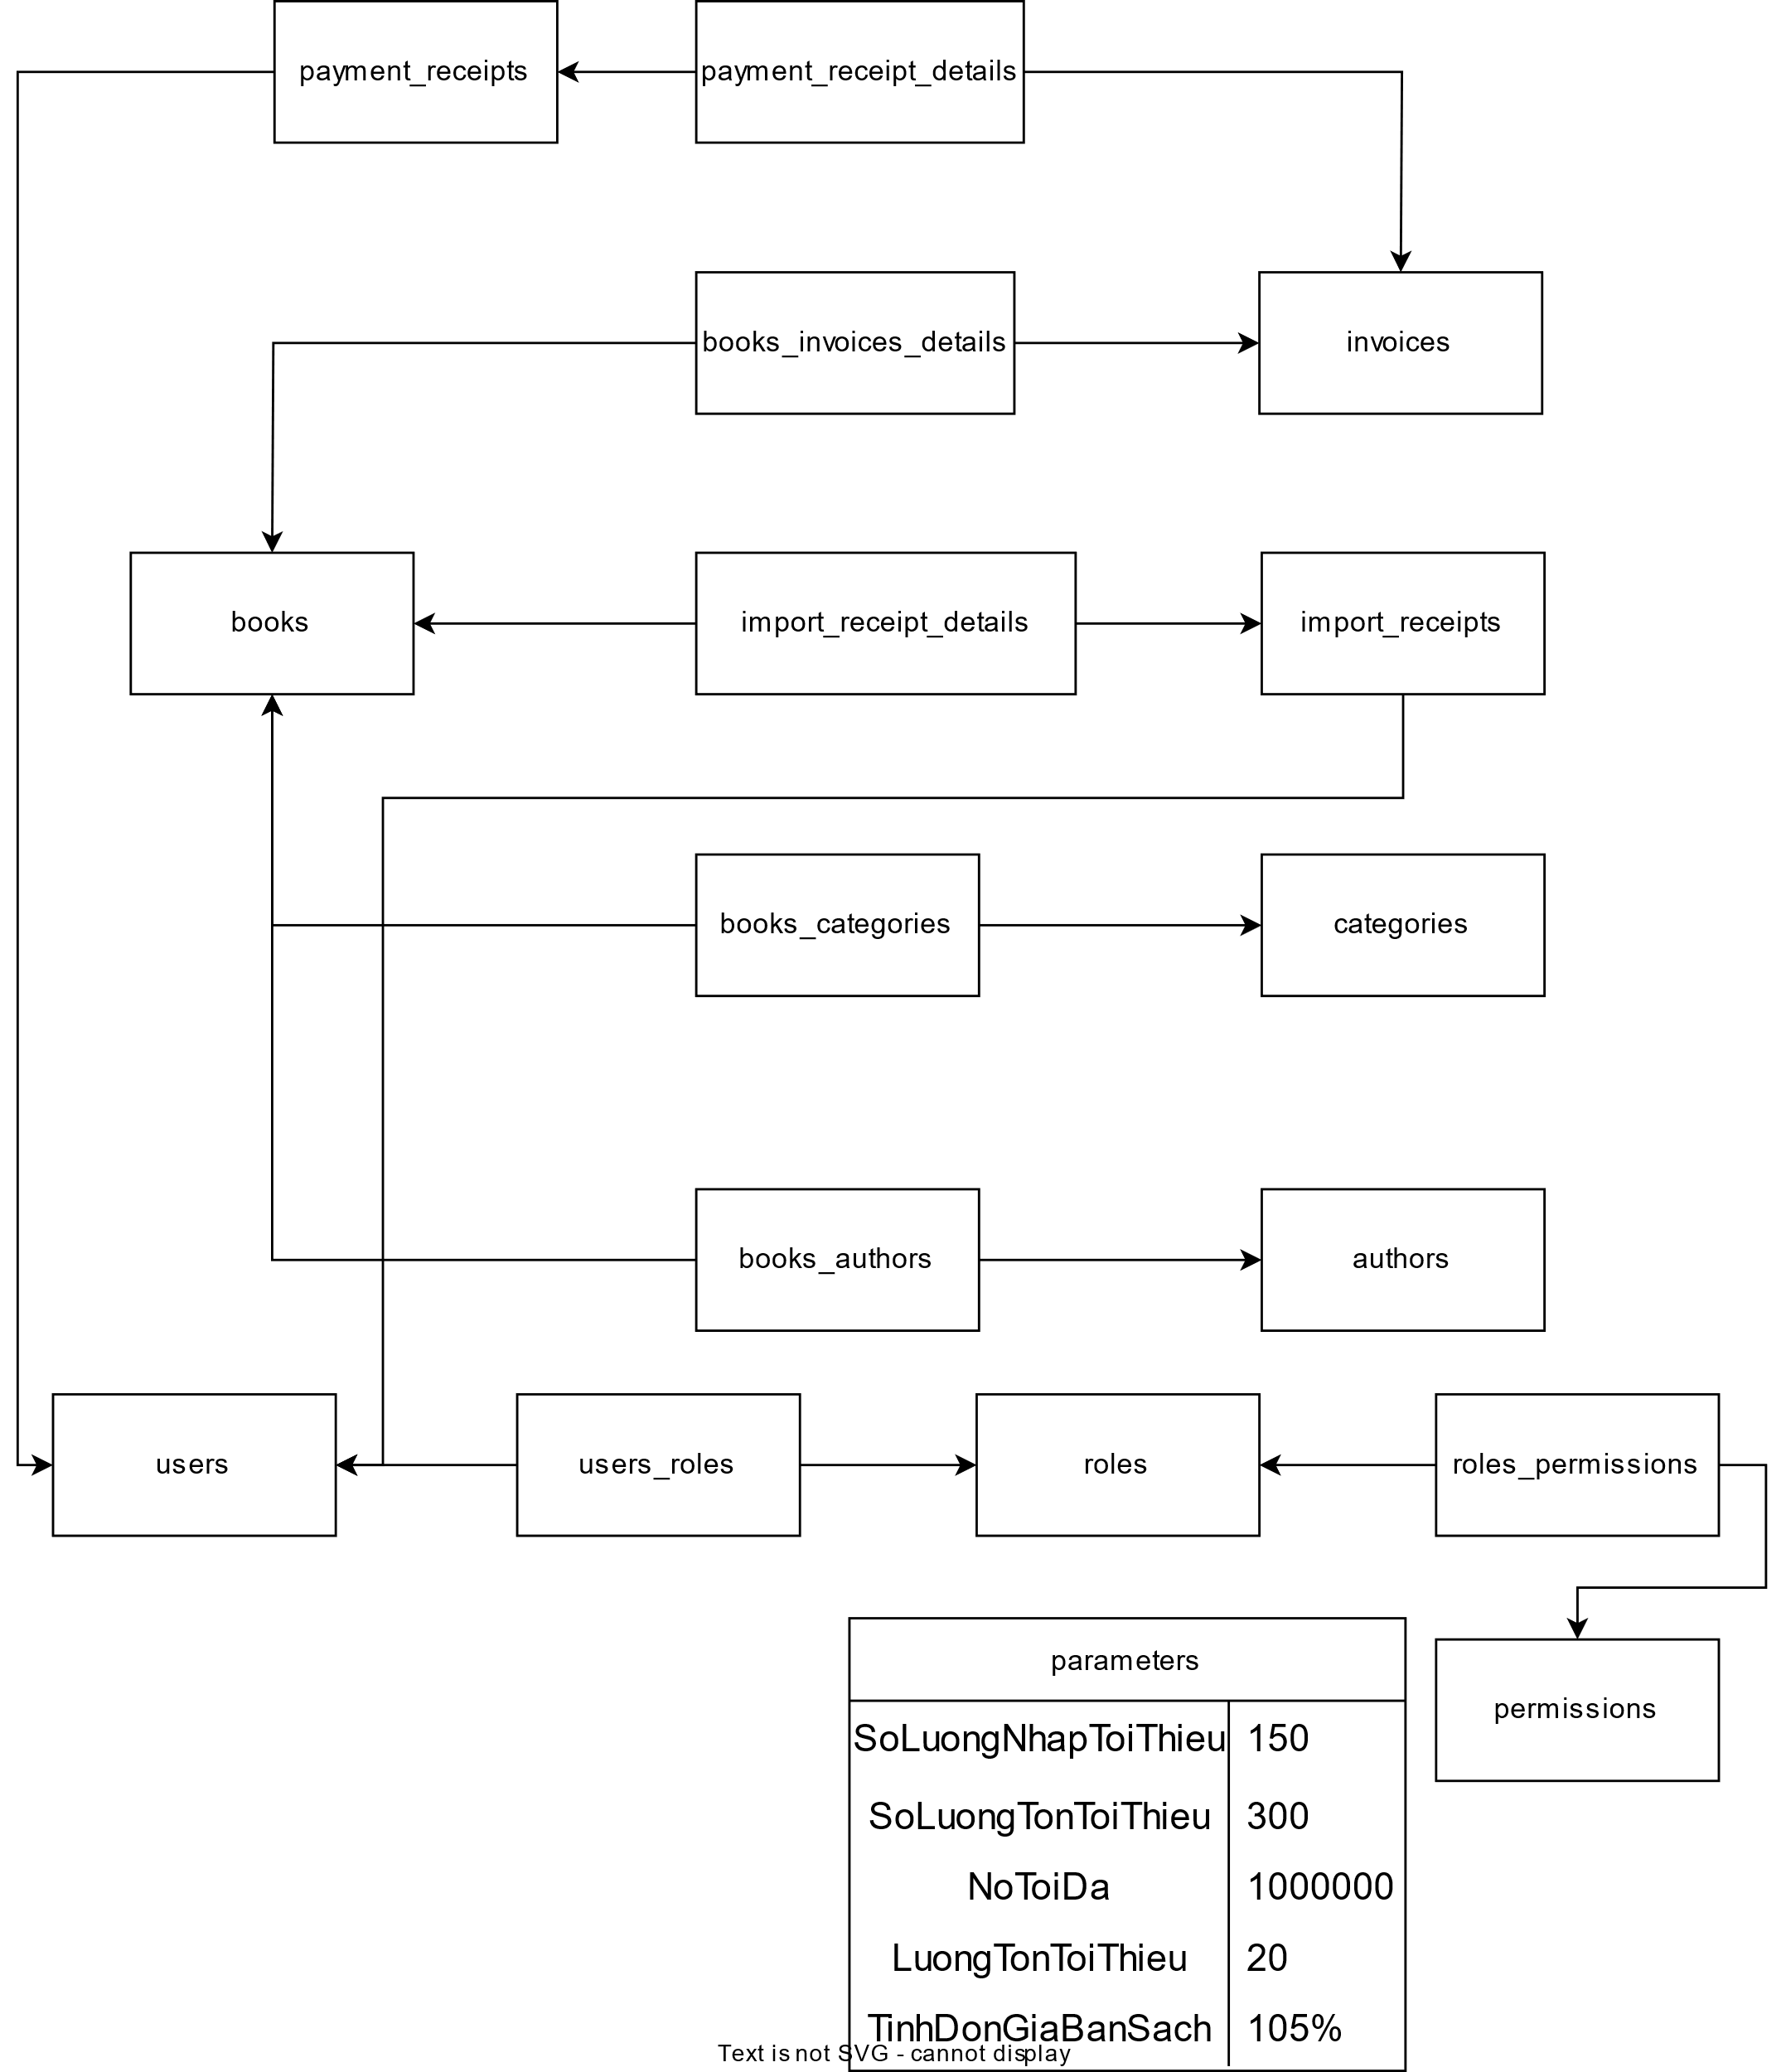 payment_receipts
payment_receipt_details
books_invoices_details
invoices
books
import_receipt_details
import_receipts
books_categories
categories
books_authors
authors
users
users_roles
roles
roles_permissions
permissions
parameters
SoLuongNhapToiThieu 150
SoLuongTonToiThieu 300
NoToiDa 1000000
LuongTonToiThieu 20
TinhDonGiaBanSach 105%
Text is not SVG - cannot display